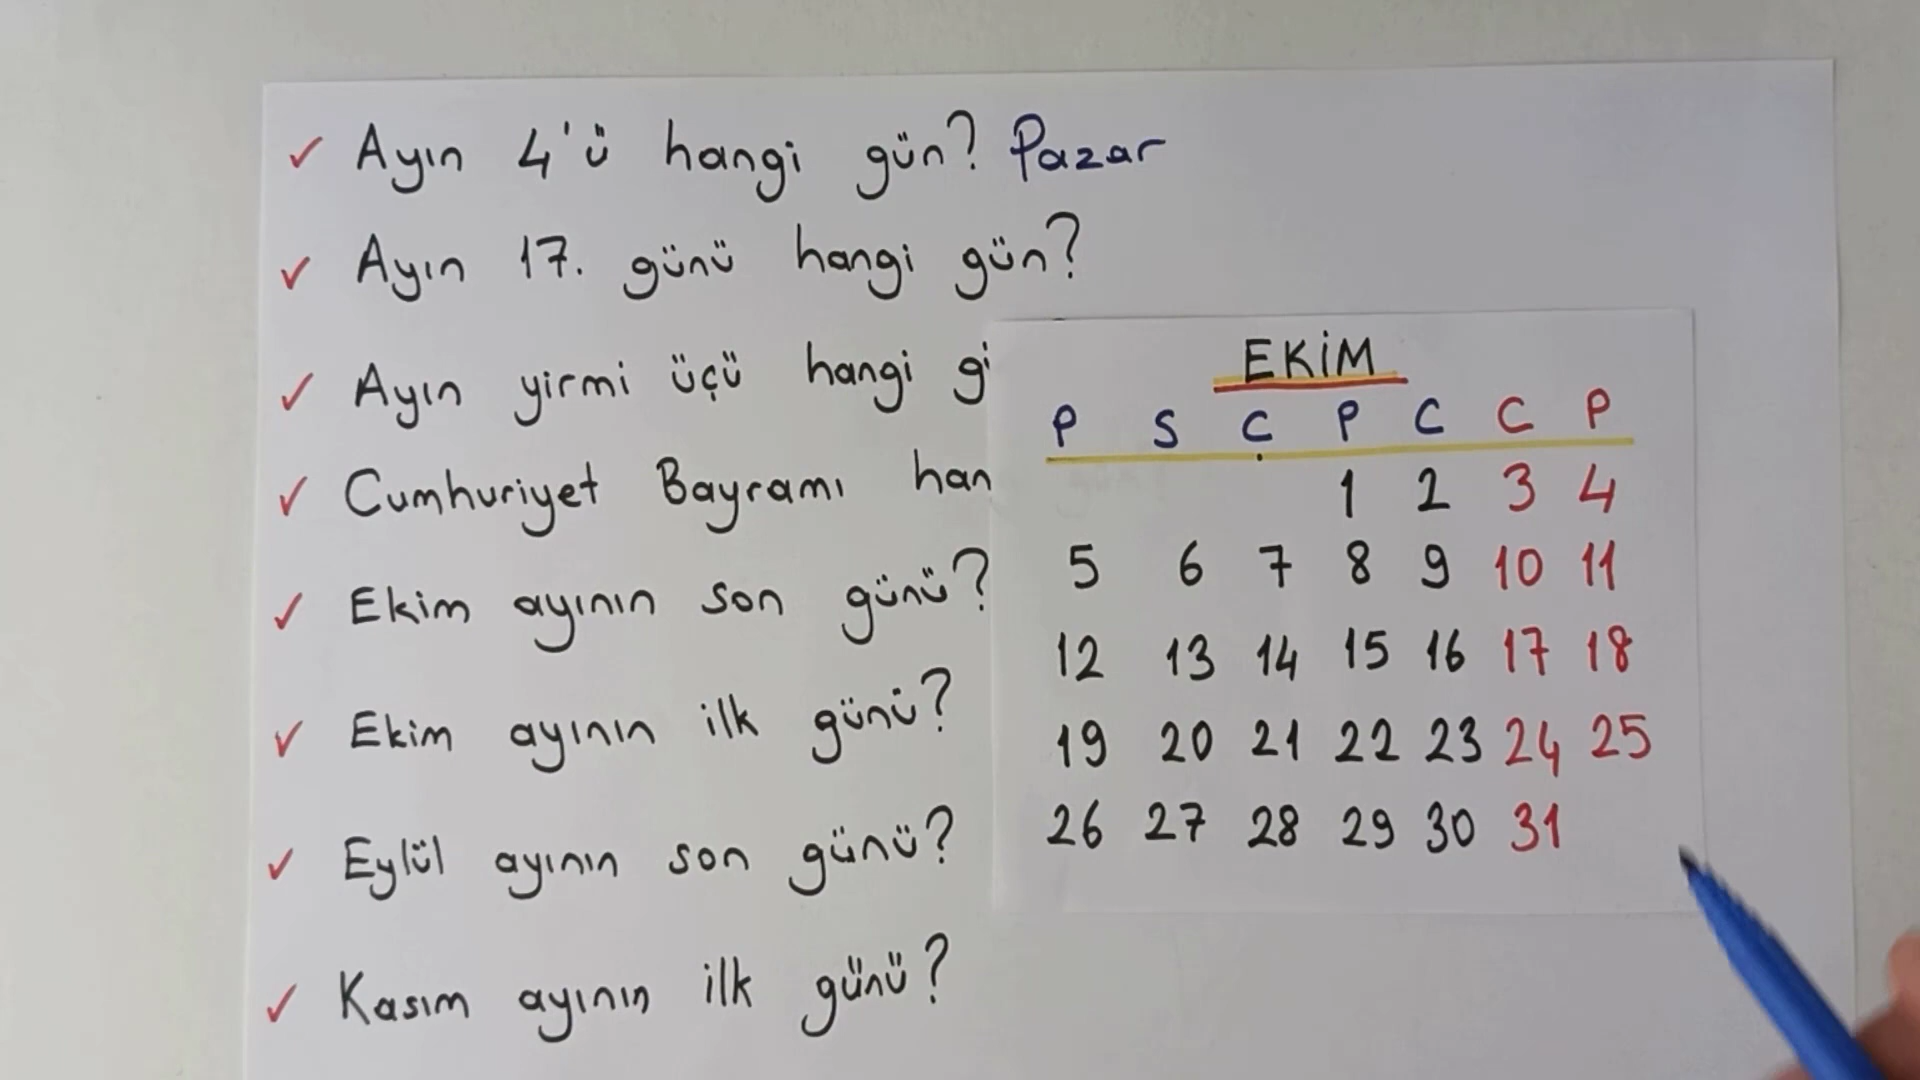 ✓ Ayın 4'ü hangi gün? Pazar
✓ Ayın 17. günü hangi gün?
✓ Ayın yirmi üçü hangi
✓ Cumhuriyet Bayramı han
✓ Ekim ayının son günü?
✓ Ekim ayının ilk günü?
✓ Eylül ayının son günü?
✓ Kasım ayının ilk günü?
EKİM
P S Ç P C C P
1 2 3 4
5 6 7 8 9 10 11
12 13 14 15 16 17 18
19 20 21 22 23 24 25
26 27 28 29 30 31